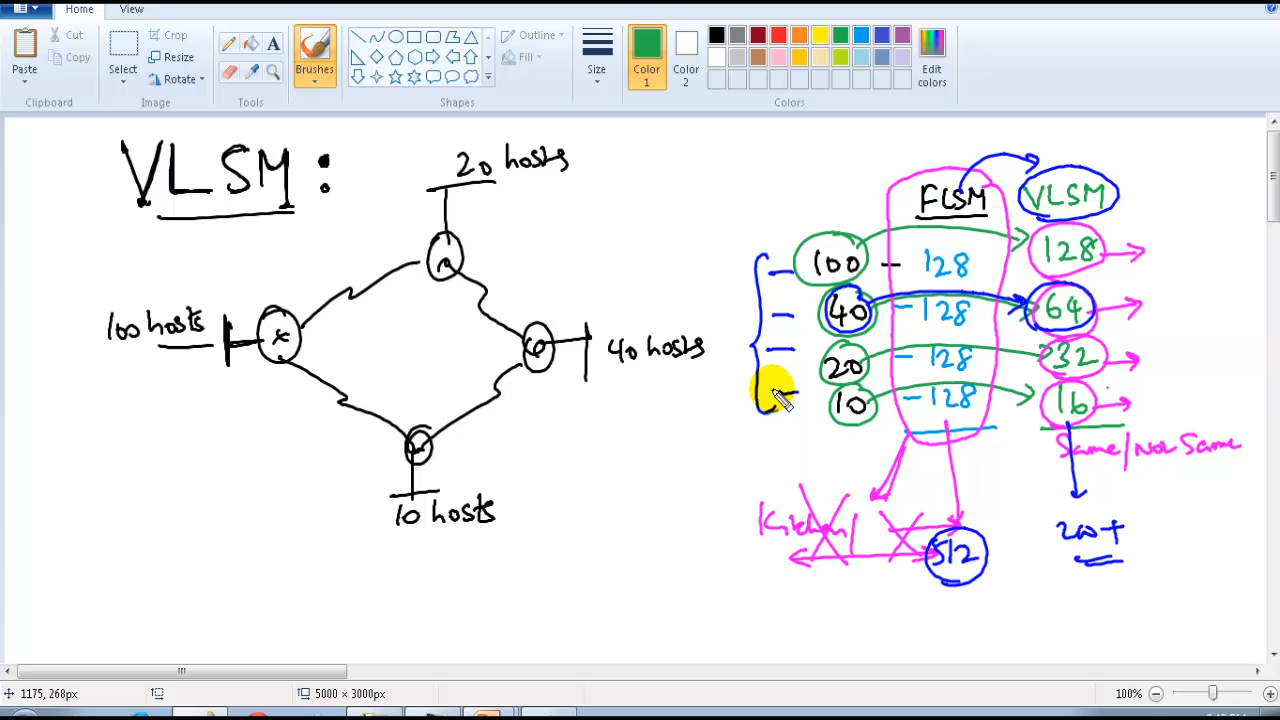 Home View
Paste
Cut
Copy
Clipboard
Select
Crop
Resize
Rotate
Image
A
Tools
Brushes
Outline
Fill
Shapes
Size
Color 1
Color 2
Edit colors
Colors
VLSM :
20 hosts
100 hosts
40 hosts
10 hosts
FLSM VLSM
100 - 128 128
40 - 128 64
20 - 128 32
10 - 128 16
Same/Not Same
Kitchen
512
200+
1175, 268px
5000 × 3000px
100%